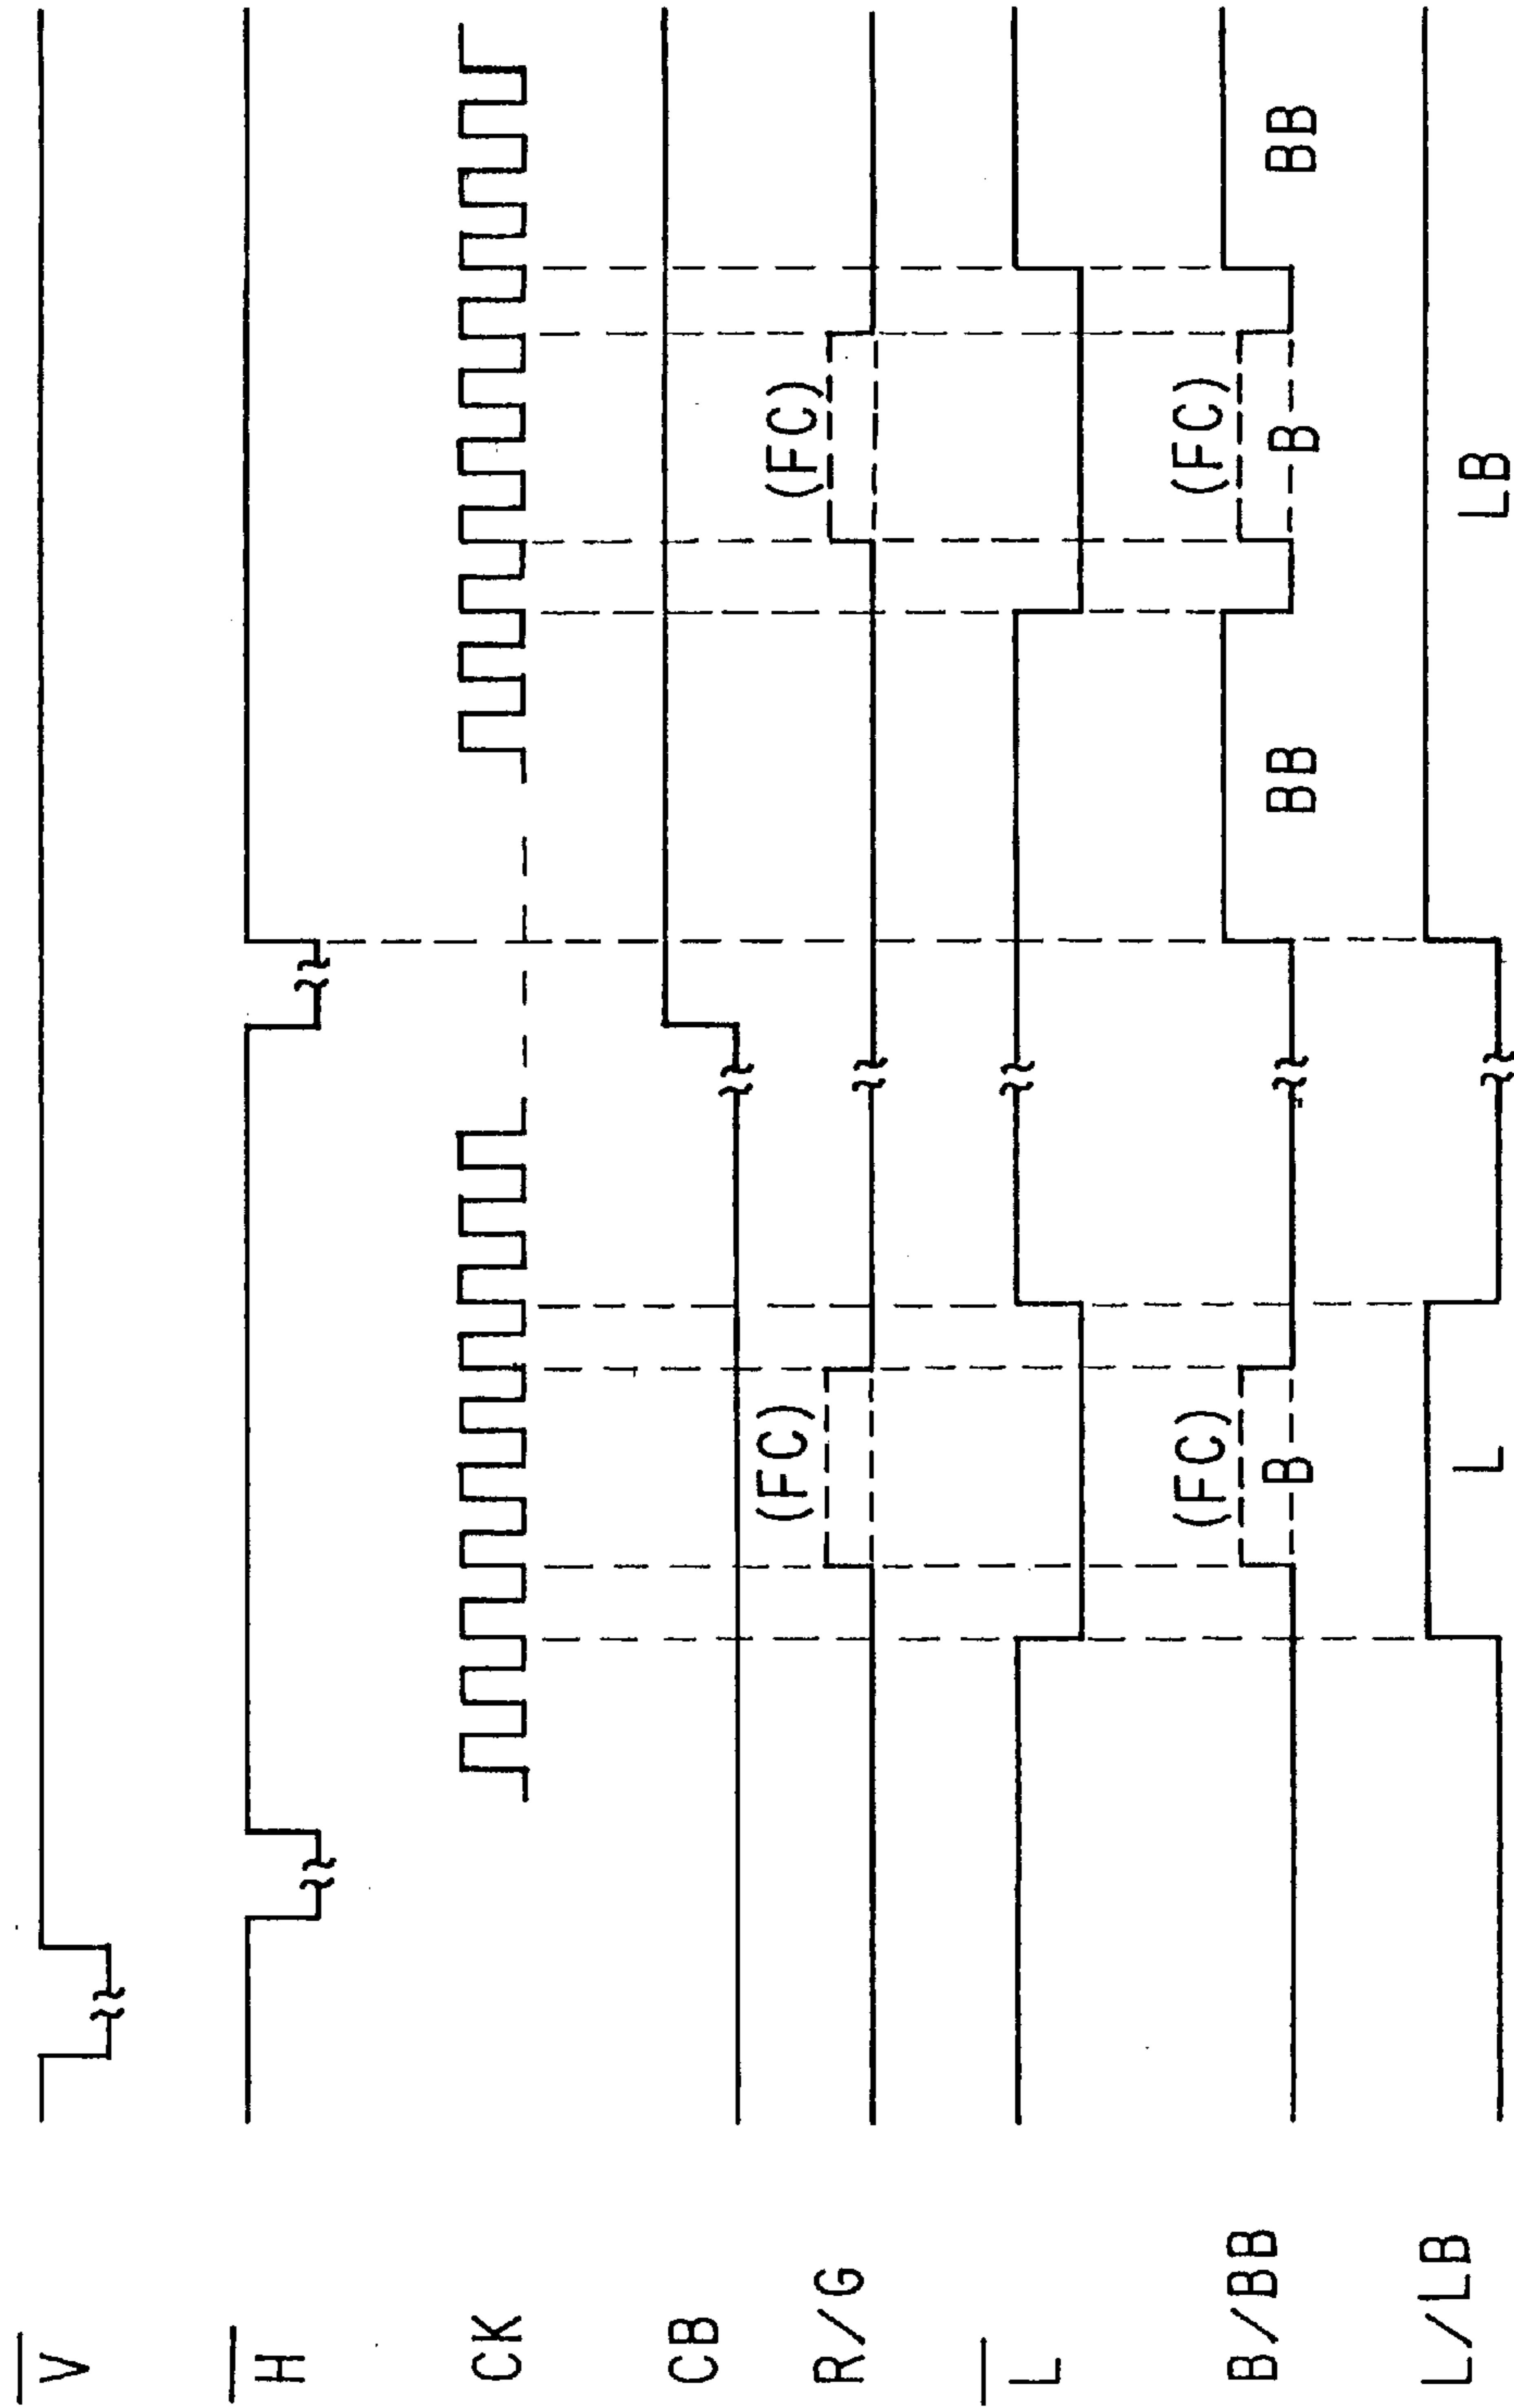 V̅
H̅
CK
CB
R/G (FC) (FC)
L̅
B/BB (FC) B BB (FC) B BB
L/LB L LB